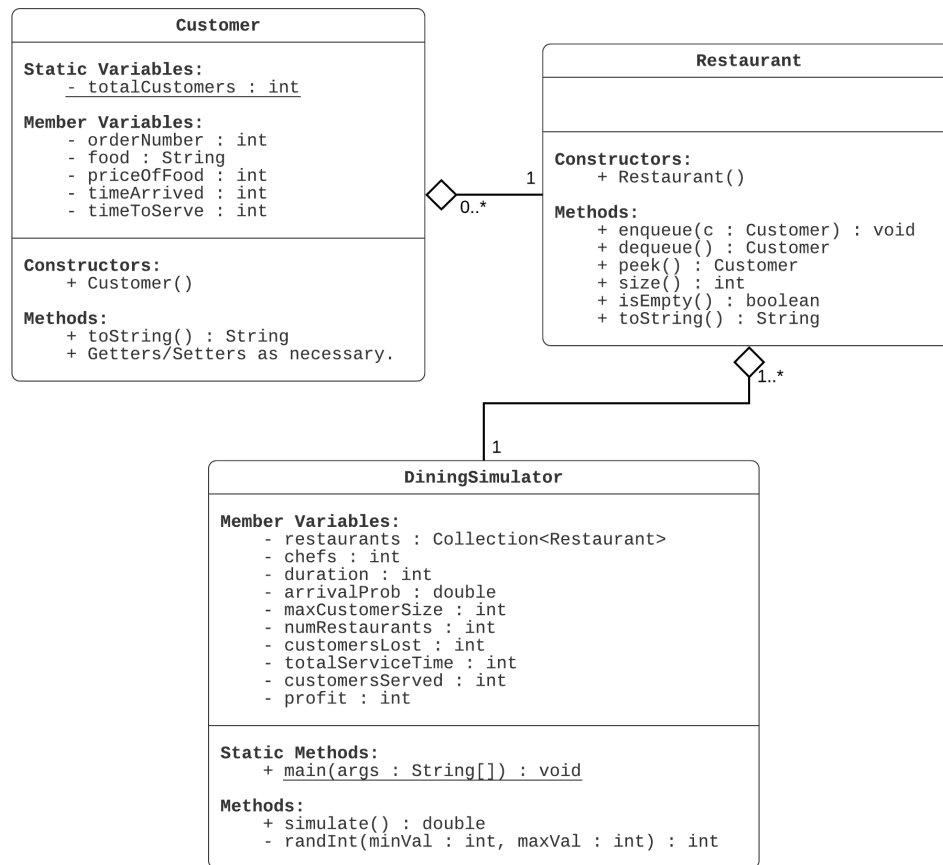 Customer
Static Variables:
- totalCustomers : int
Member Variables:
- orderNumber : int
- food : String
- priceOfFood : int
- timeArrived : int
- timeToServe : int
Constructors:
+ Customer()
Methods:
+ toString() : String
+ Getters/Setters as necessary.
0..*
1
Restaurant
Constructors:
+ Restaurant()
Methods:
+ enqueue(c : Customer) : void
+ dequeue() : Customer
+ peek() : Customer
+ size() : int
+ isEmpty() : boolean
+ toString() : String
1..*
1
DiningSimulator
Member Variables:
- restaurants : Collection<Restaurant>
- chefs : int
- duration : int
- arrivalProb : double
- maxCustomerSize : int
- numRestaurants : int
- customersLost : int
- totalServiceTime : int
- customersServed : int
- profit : int
Static Methods:
+ main(args : String[]) : void
Methods:
+ simulate() : double
- randInt(minVal : int, maxVal : int) : int